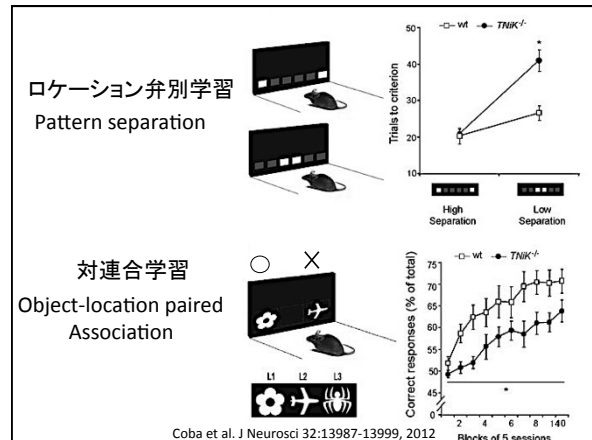 ロケーション弁別学習
Pattern separation
wt TNiK-/-
*
Trials to criterion
50
40
30
20
10
High Separation
Low Separation
対連合学習
Object-location paired
Association
○ ×
L1 L2 L3
wt TNiK-/-
Correct responses (% of total)
75
70
65
60
55
50
45
0
*
2 4 6 6 8 140
Blocks of 5 sessions
Coba et al. J Neurosci 32:13987-13999, 2012